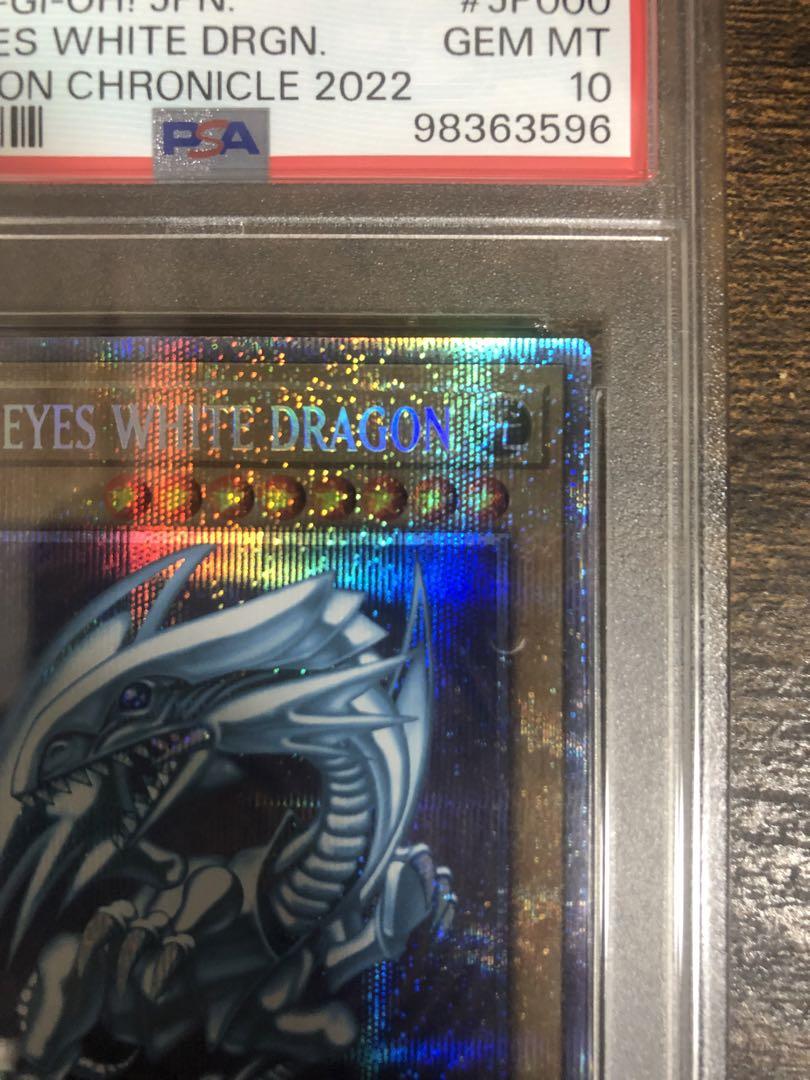 -GI-OH! JPN. #JP000
ES WHITE DRGN. GEM MT
ON CHRONICLE 2022 10
PSA 98363596
EYES WHITE DRAGON